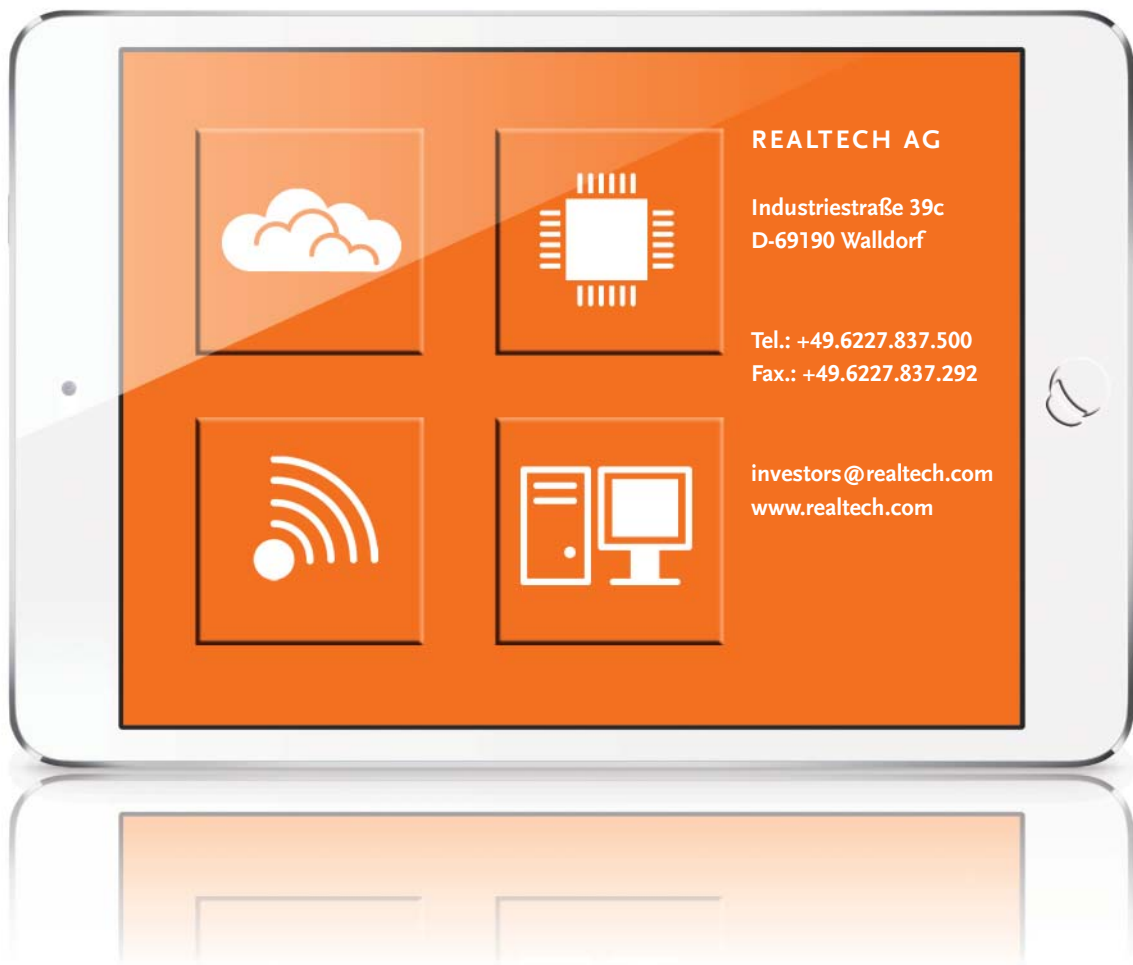 REALTECH AG
Industriestraße 39c
D-69190 Walldorf
Tel.: +49.6227.837.500
Fax.: +49.6227.837.292
investors@realtech.com
www.realtech.com